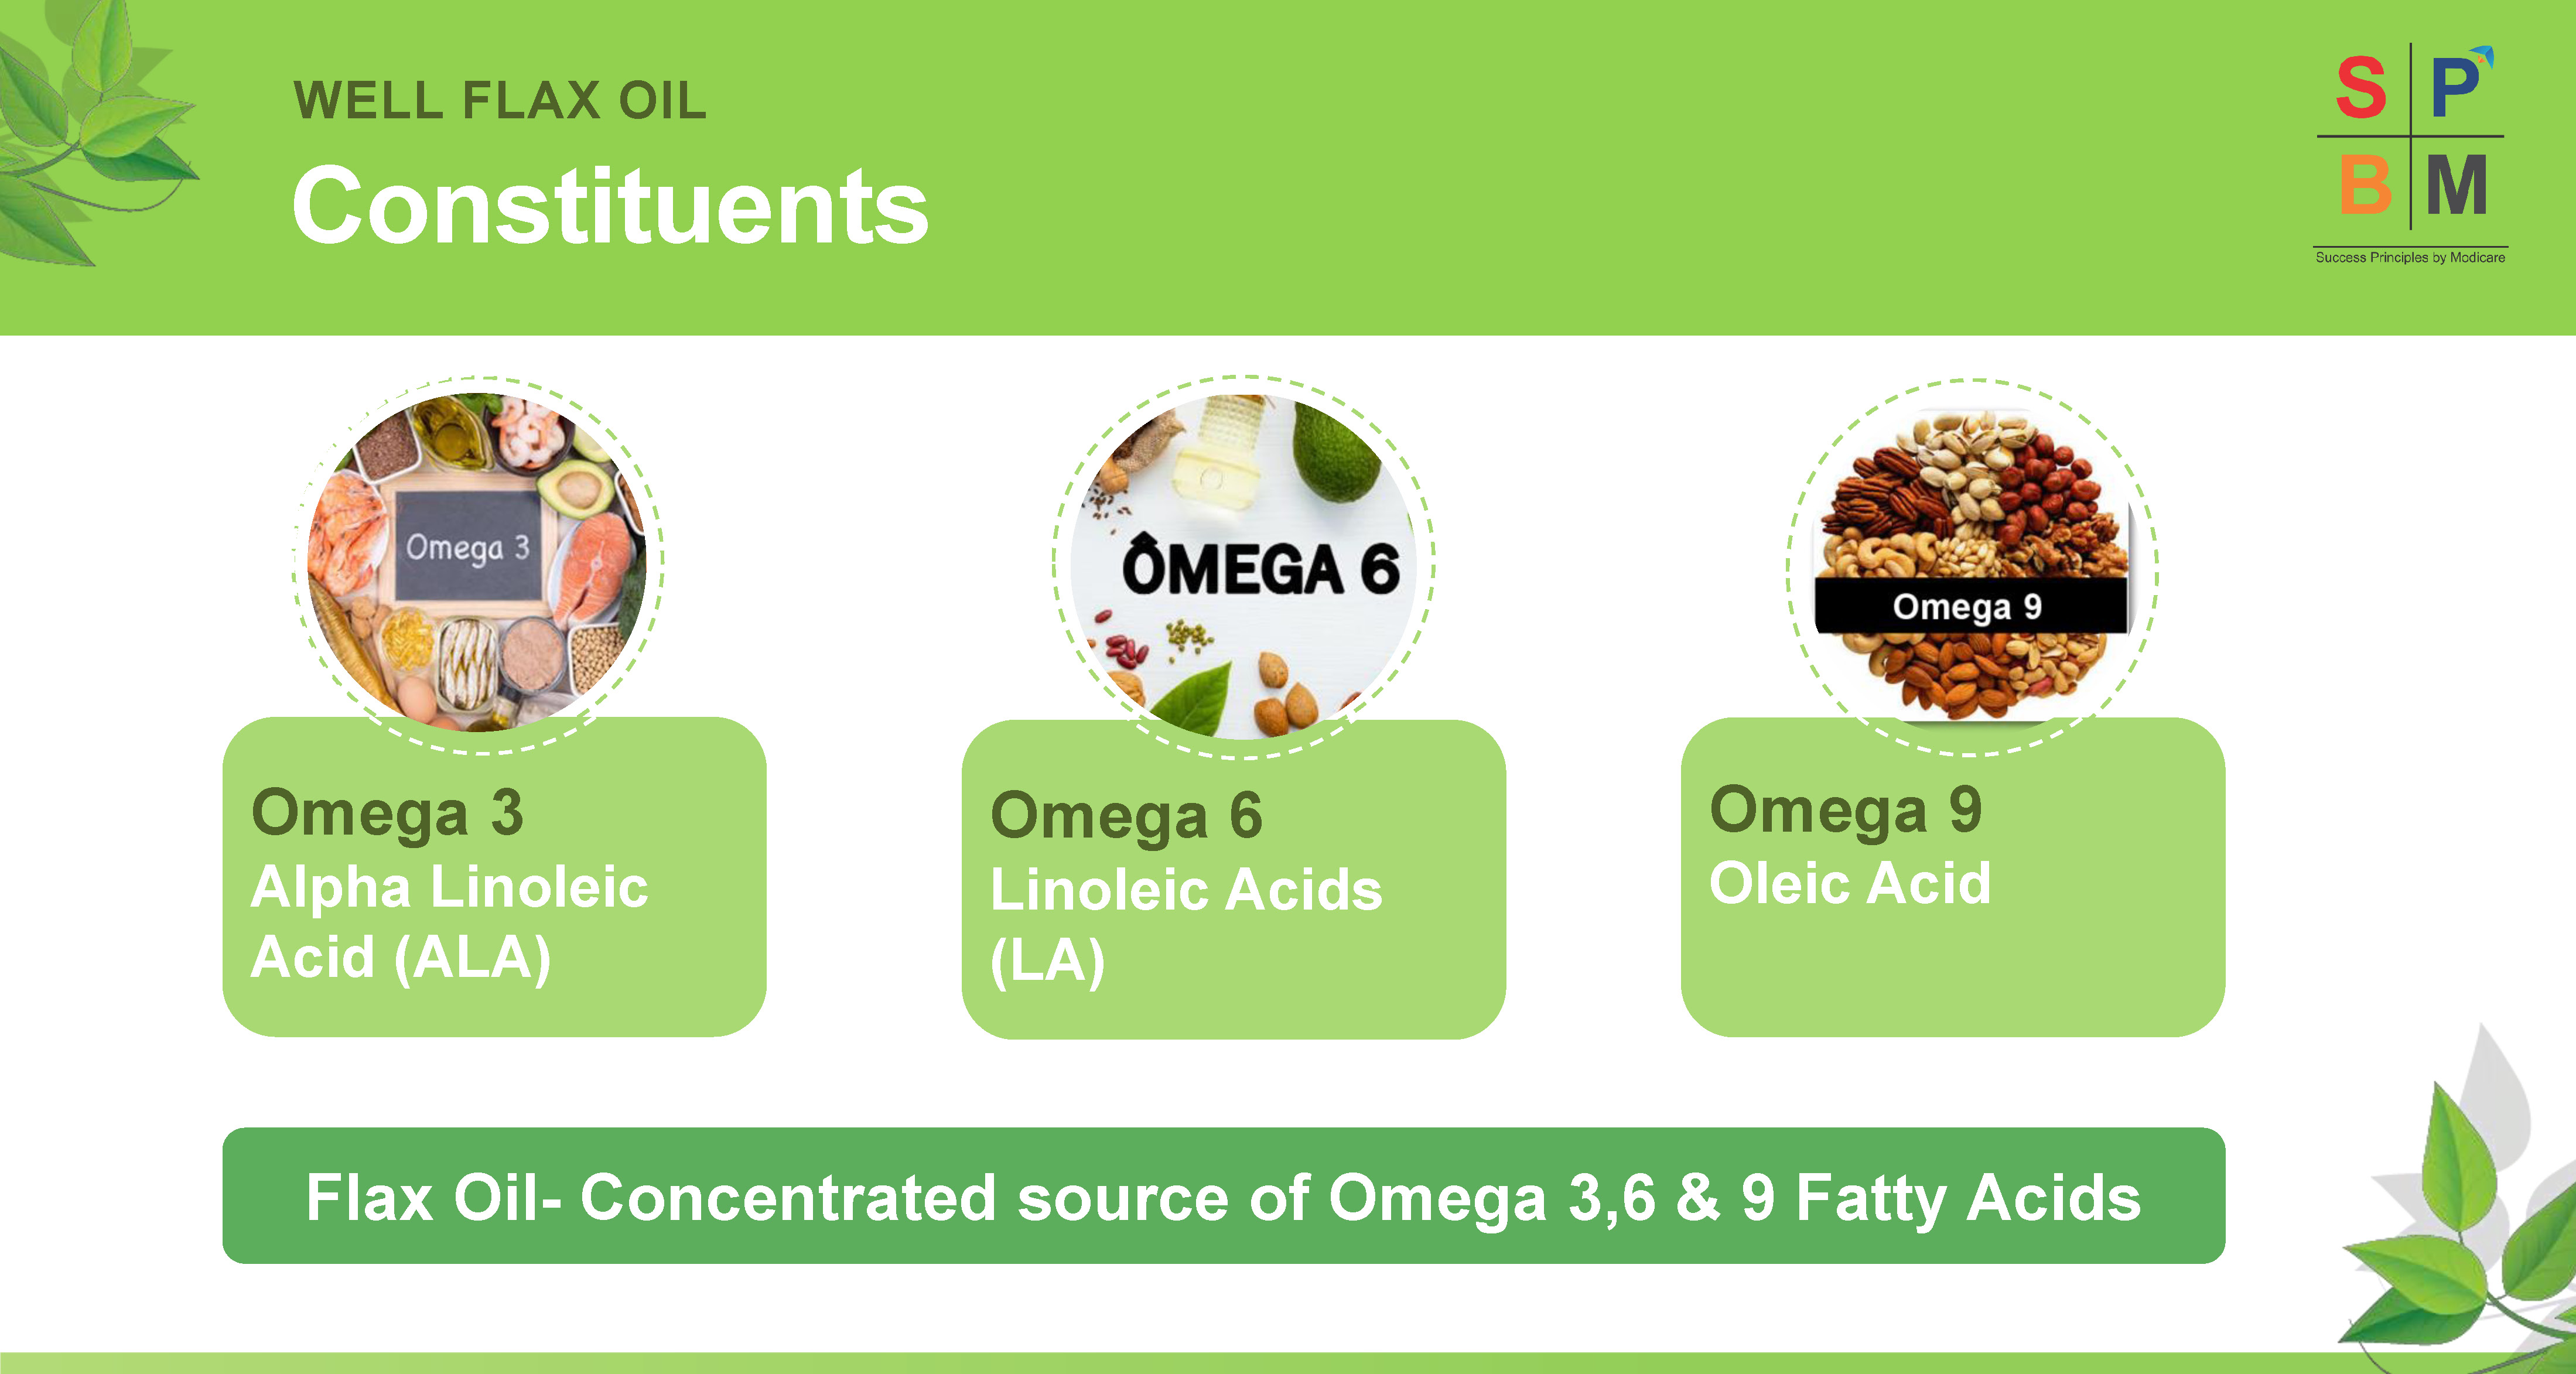 WELL FLAX OIL
Constituents
S P
B M
Success Principles by Modicare
Omega 3
ÔMEGA 6
Omega 9
Omega 3
Alpha Linoleic
Acid (ALA)
Omega 6
Linoleic Acids
(LA)
Omega 9
Oleic Acid
Flax Oil- Concentrated source of Omega 3,6 & 9 Fatty Acids